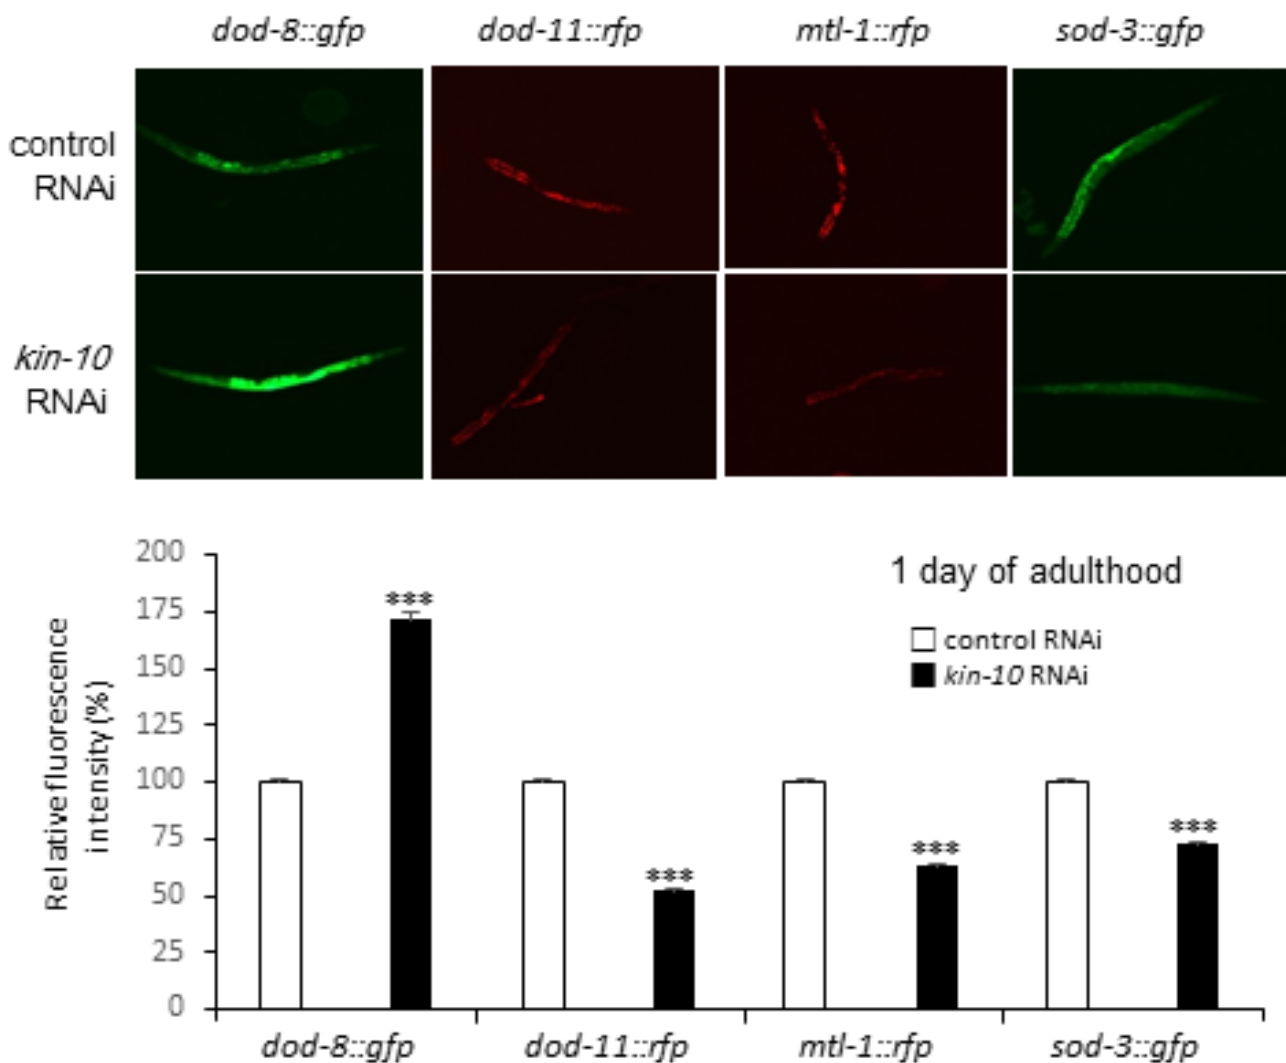 dod-8::gfp dod-11::rfp mtl-1::rfp sod-3::gfp
control
RNAi
kin-10
RNAi
200
175
150
125
100
75
50
25
0
Relative fluorescence
intensity (%)
1 day of adulthood
control RNAi
kin-10 RNAi
***
***
***
***
dod-8::gfp dod-11::rfp mtl-1::rfp sod-3::gfp